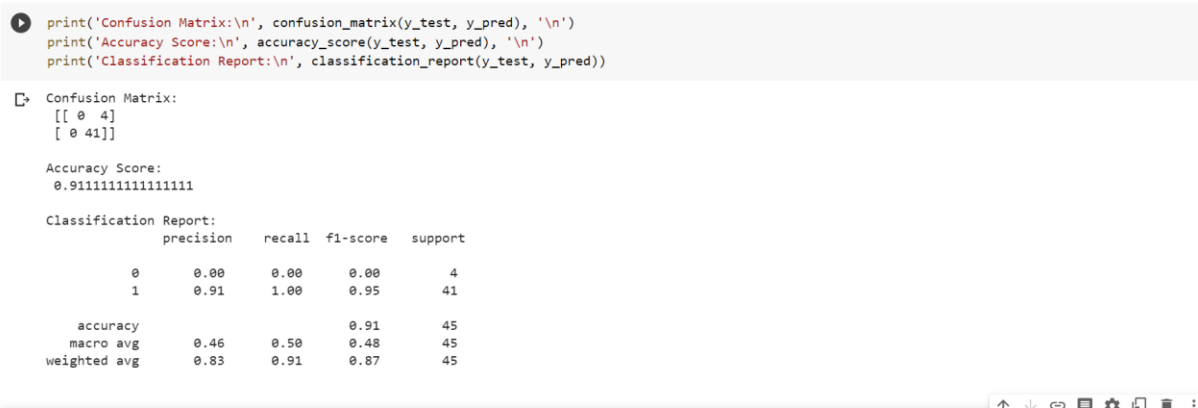 print('Confusion Matrix:\n', confusion_matrix(y_test, y_pred), '\n')
print('Accuracy Score:\n', accuracy_score(y_test, y_pred), '\n')
print('Classification Report:\n', classification_report(y_test, y_pred))
Confusion Matrix:
[[ 0 4]
[ 0 41]]
Accuracy Score:
0.9111111111111111
Classification Report:
precision recall f1-score support
0 0.00 0.00 0.00 4
1 0.91 1.00 0.95 41
accuracy 0.91 45
macro avg 0.46 0.50 0.48 45
weighted avg 0.83 0.91 0.87 45